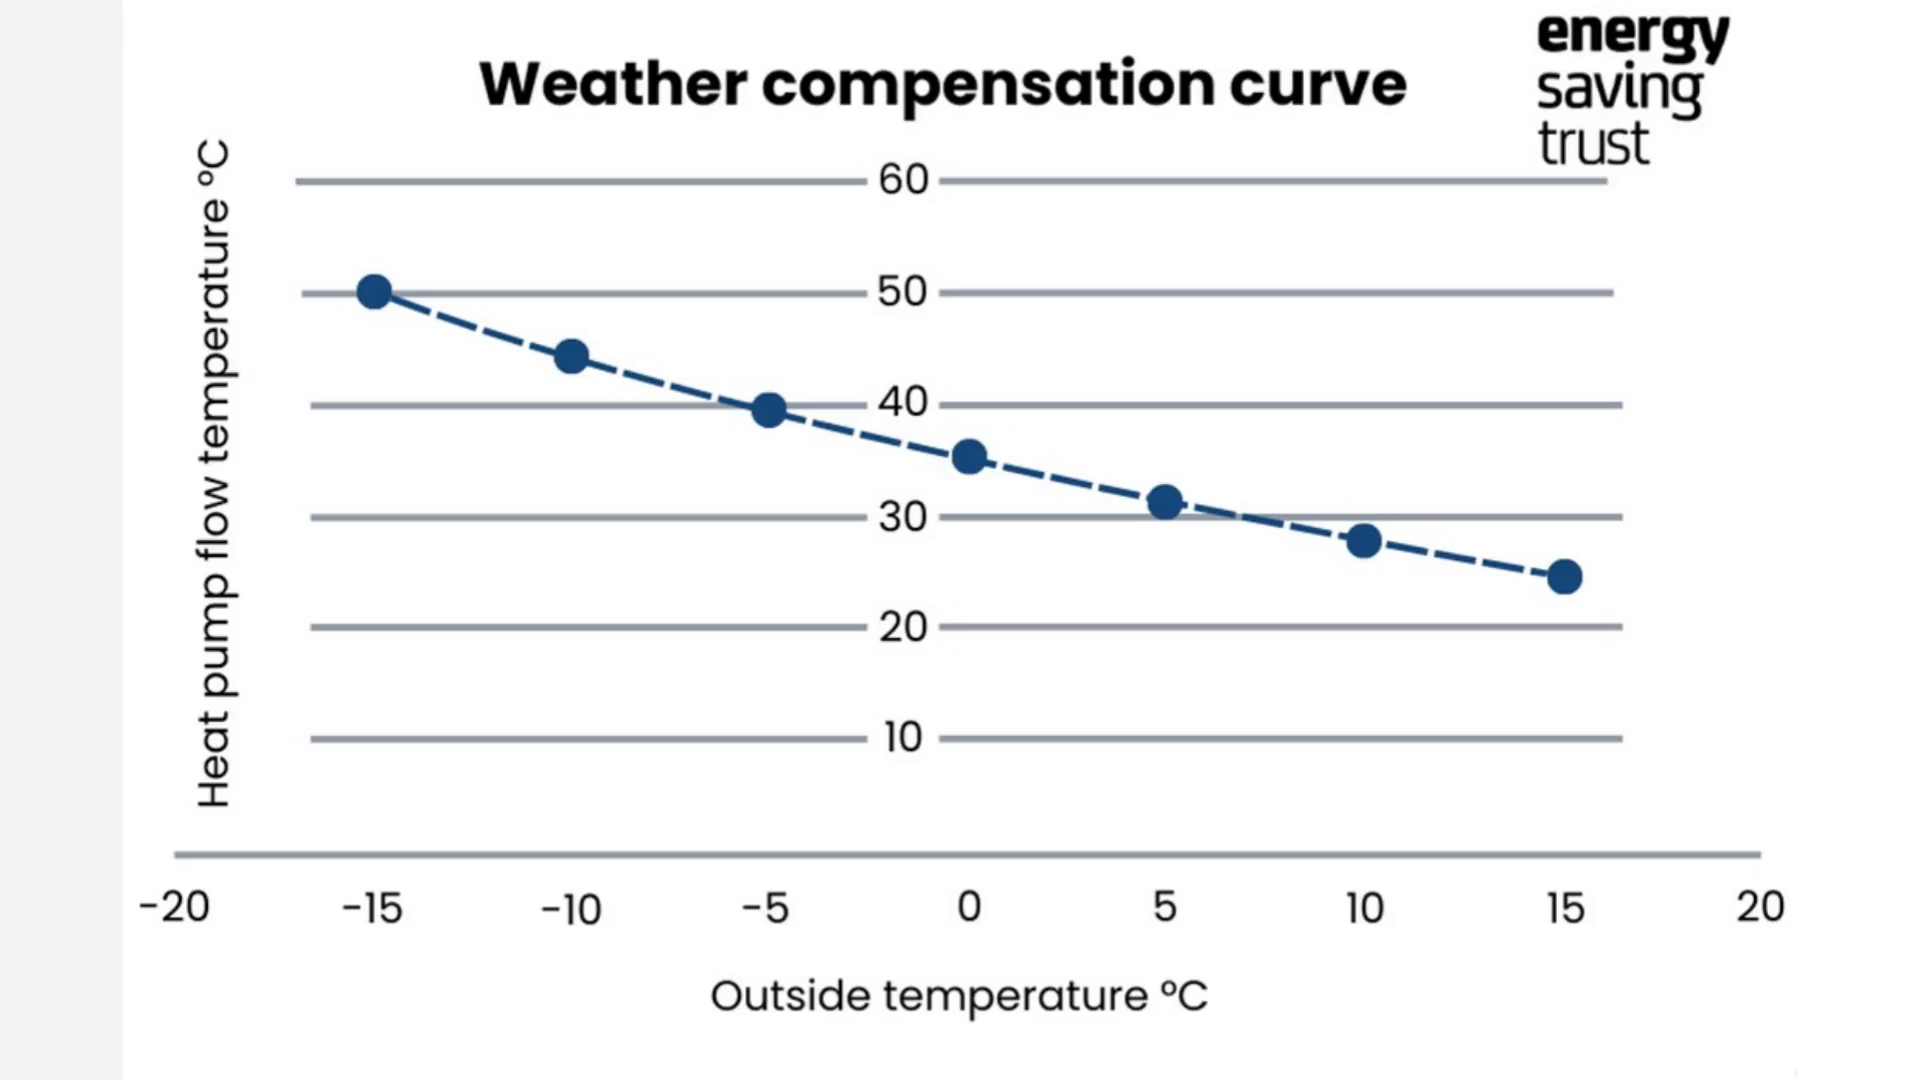 energy
saving
trust
Weather compensation curve
Heat pump flow temperature °C
60
50
40
30
20
10
-20 -15 -10 -5 0 5 10 15 20
Outside temperature °C